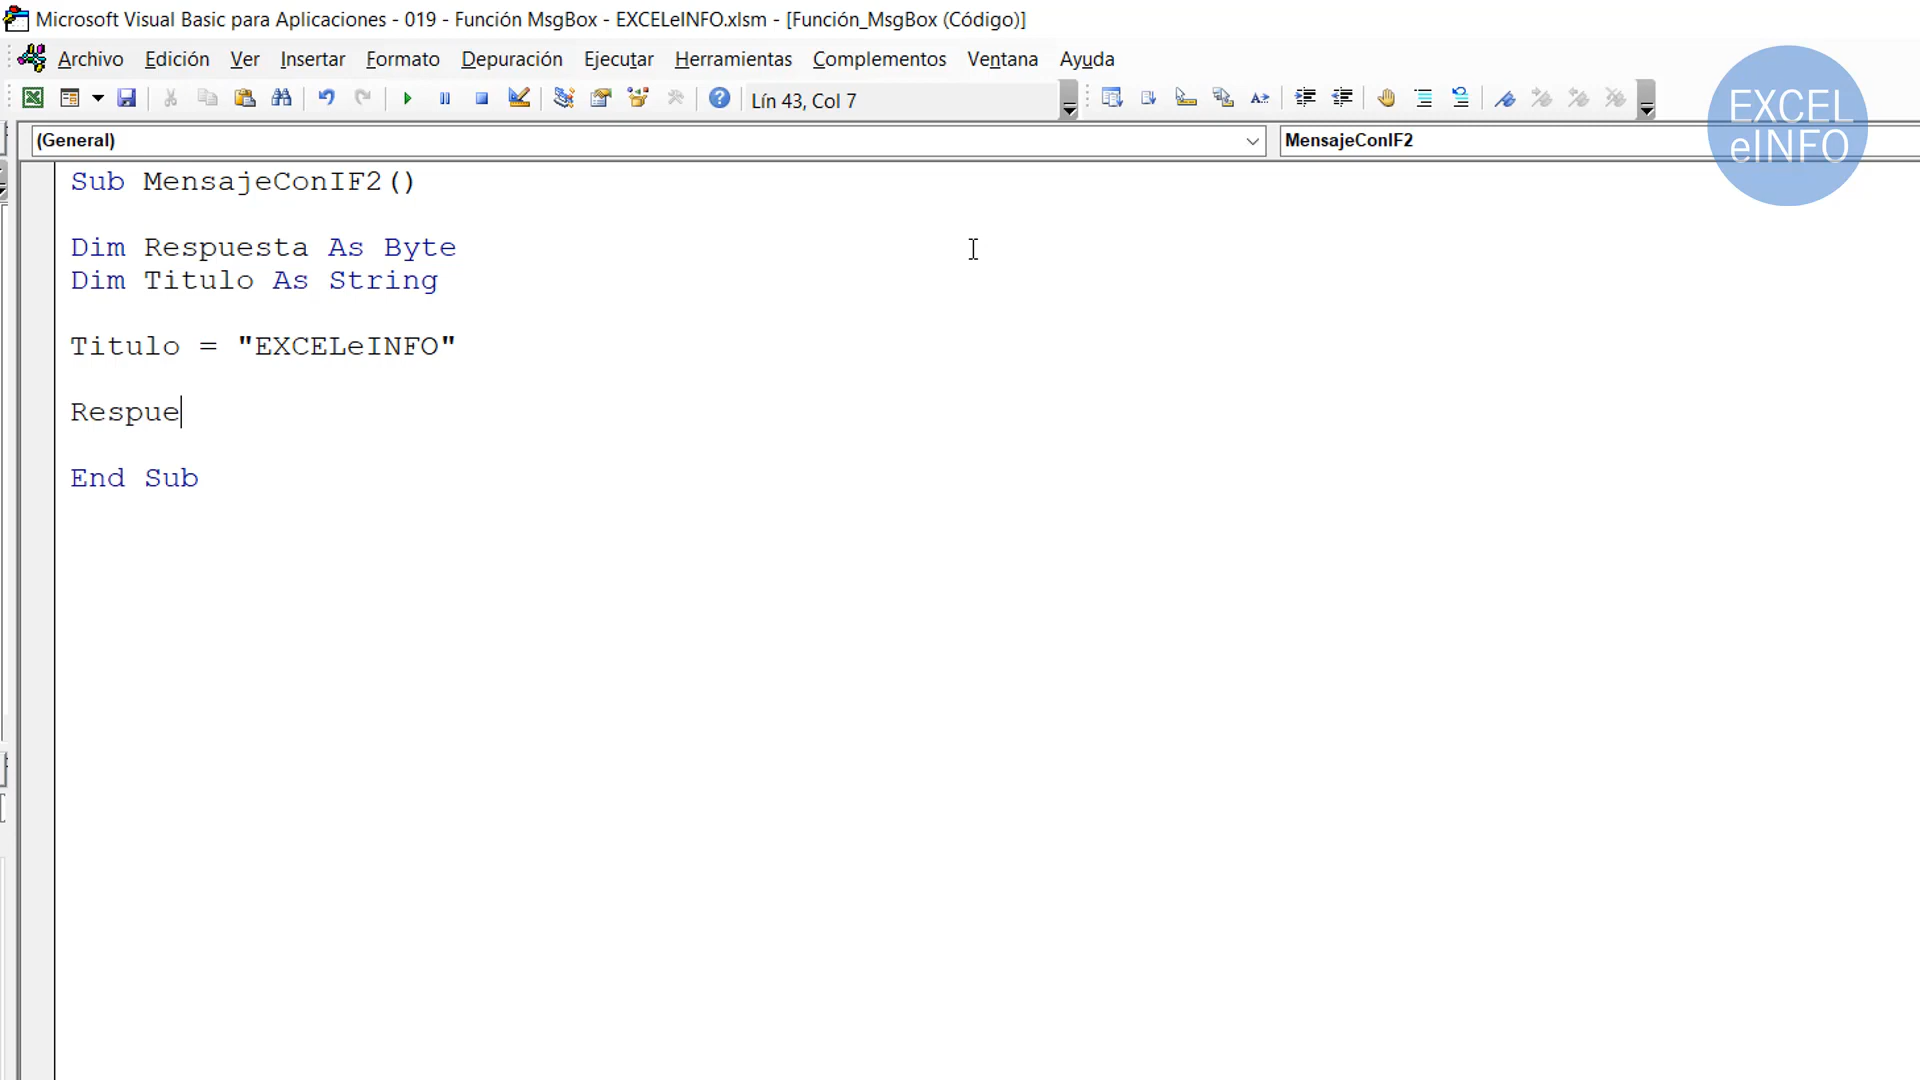 Microsoft Visual Basic para Aplicaciones - 019 - Función MsgBox - EXCELeINFO.xlsm - [Función_MsgBox (Código)]
Archivo Edición Ver Insertar Formato Depuración Ejecutar Herramientas Complementos Ventana Ayuda
Lín 43, Col 7
EXCEL
eINFO
(General) MensajeConIF2
Sub MensajeConIF2()
Dim Respuesta As Byte
Dim Titulo As String
Titulo = "EXCELeINFO"
Respue
End Sub